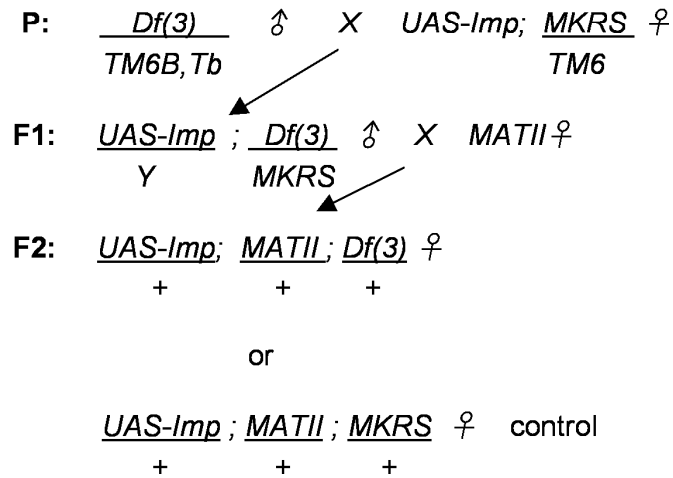 P: Df(3) ♂ X UAS-Imp; MKRS ♀
TM6B,Tb TM6
F1: UAS-Imp ; Df(3) ♂ X MATII♀
Y MKRS
F2: UAS-Imp; MATII ; Df(3) ♀
+ + +
or
UAS-Imp ; MATII ; MKRS ♀ control
+ + +